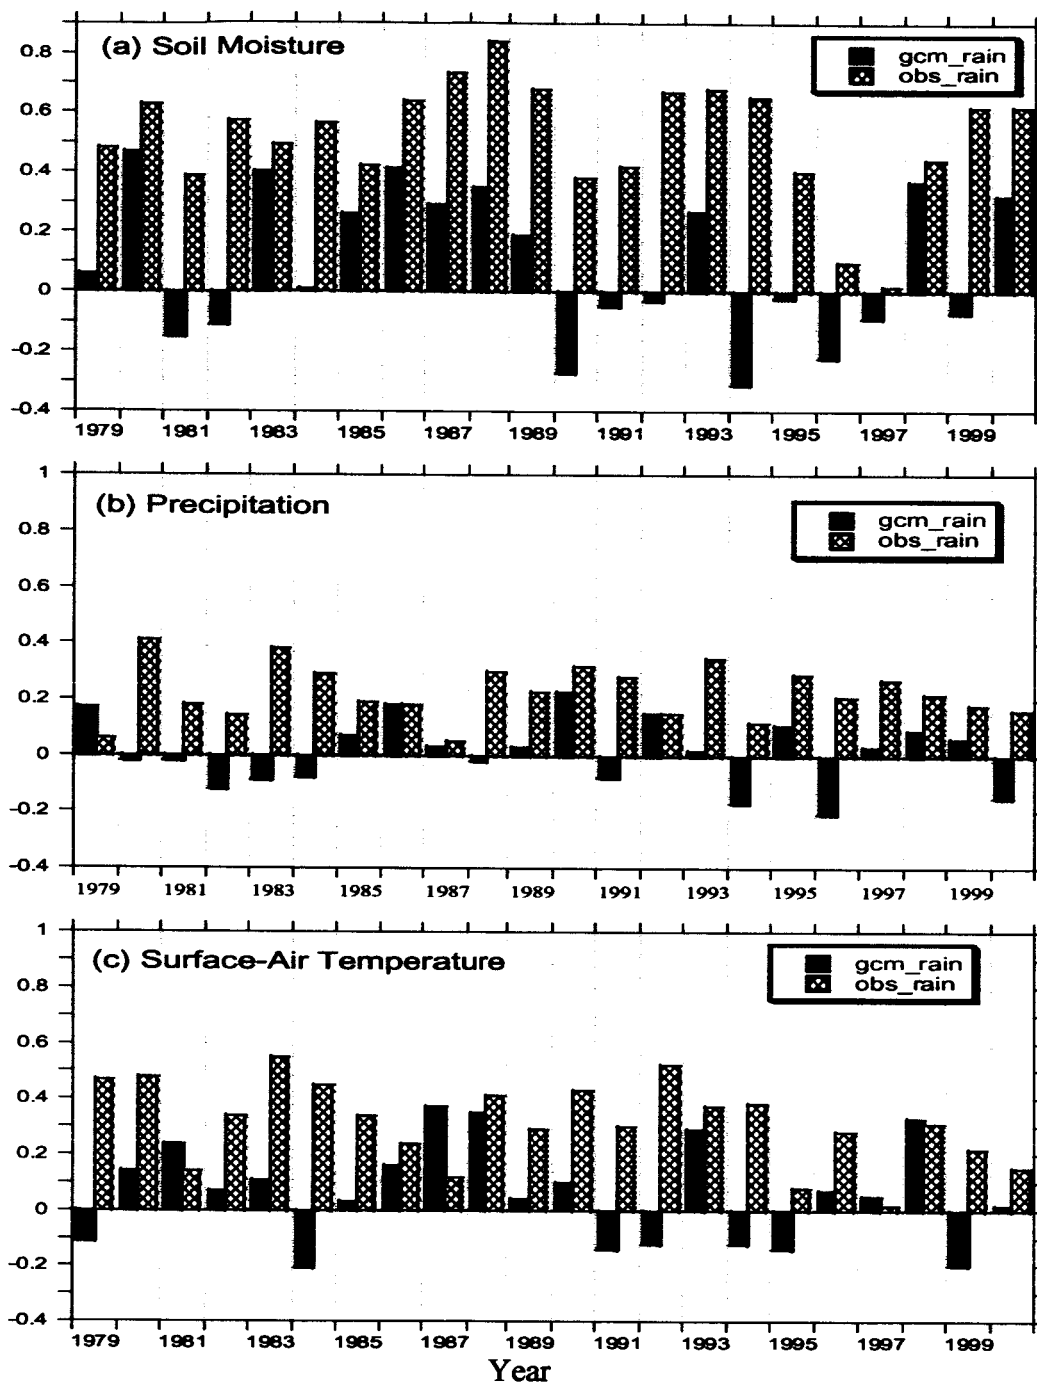 (a) Soil Moisture
gcm_rain
obs_rain
0.8
0.6
0.4
0.2
0
-0.2
-0.4
1979 1981 1983 1985 1987 1989 1991 1993 1995 1997 1999
1
(b) Precipitation
gcm_rain
obs_rain
0.8
0.6
0.4
0.2
0
-0.2
-0.4
1979 1981 1983 1985 1987 1989 1991 1993 1995 1997 1999
1
(c) Surface-Air Temperature
gcm_rain
obs_rain
0.8
0.6
0.4
0.2
0
-0.2
-0.4
1979 1981 1983 1985 1987 1989 1991 1993 1995 1997 1999
Year